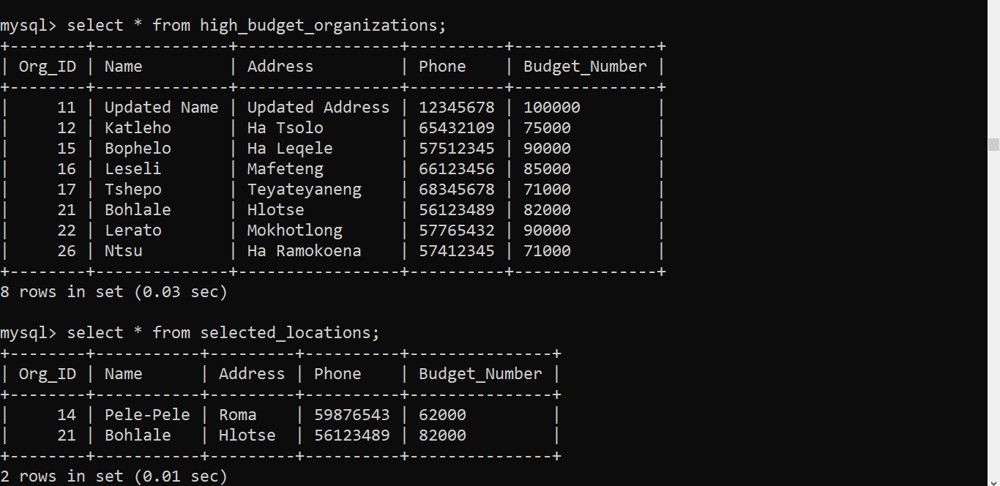 mysql> select * from high_budget_organizations;
+--------+--------------+-----------------+----------+---------------+
| Org_ID | Name         | Address         | Phone    | Budget_Number |
+--------+--------------+-----------------+----------+---------------+
|     11 | Updated Name | Updated Address | 12345678 | 100000        |
|     12 | Katleho      | Ha Tsolo        | 65432109 | 75000         |
|     15 | Bophelo      | Ha Leqele       | 57512345 | 90000         |
|     16 | Leseli       | Mafeteng        | 66123456 | 85000         |
|     17 | Tshepo       | Teyateyaneng    | 68345678 | 71000         |
|     21 | Bohlale      | Hlotse          | 56123489 | 82000         |
|     22 | Lerato       | Mokhotlong      | 57765432 | 90000         |
|     26 | Ntsu         | Ha Ramokoena    | 57412345 | 71000         |
+--------+--------------+-----------------+----------+---------------+
8 rows in set (0.03 sec)

mysql> select * from selected_locations;
+--------+-----------+---------+----------+---------------+
| Org_ID | Name      | Address | Phone    | Budget_Number |
+--------+-----------+---------+----------+---------------+
|     14 | Pele-Pele | Roma    | 59876543 | 62000         |
|     21 | Bohlale   | Hlotse  | 56123489 | 82000         |
+--------+-----------+---------+----------+---------------+
2 rows in set (0.01 sec)